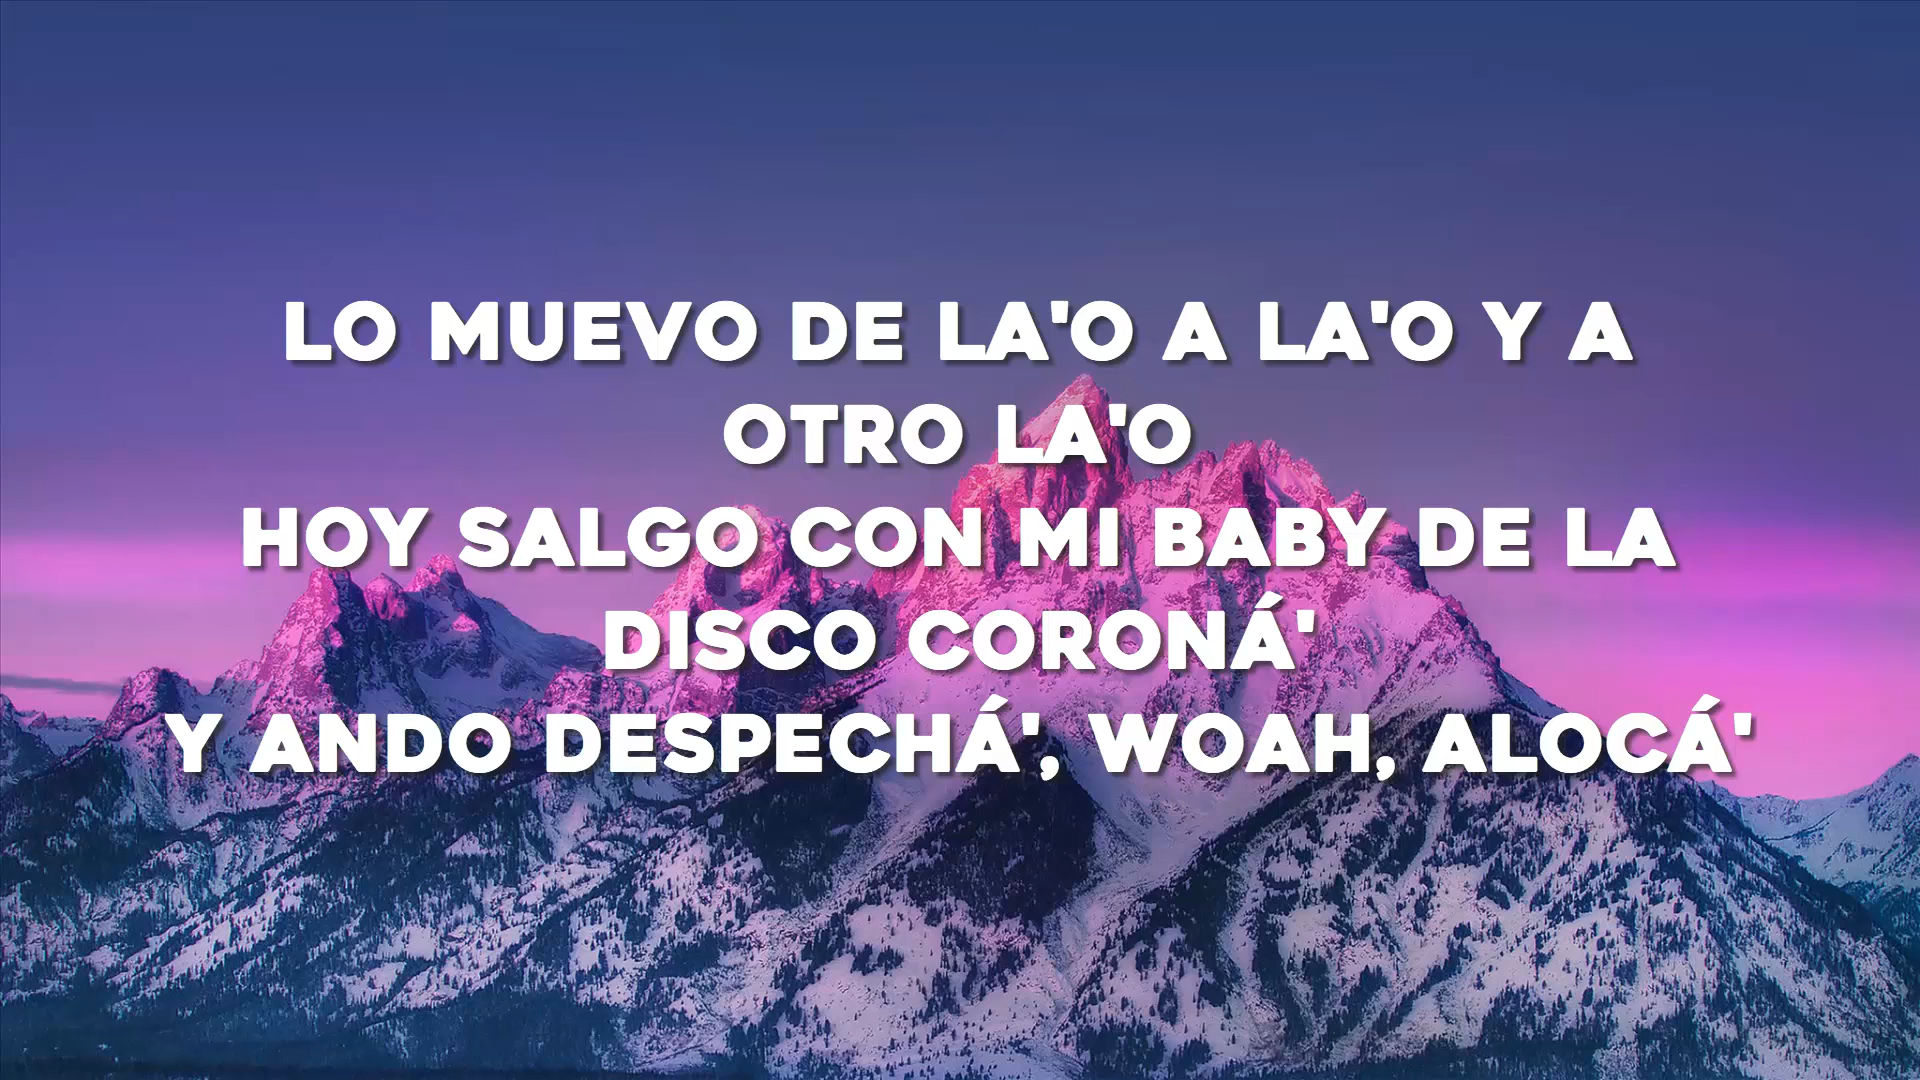 LO MUEVO DE LA'O A LA'O Y A
OTRO LA'O
HOY SALGO CON MI BABY DE LA
DISCO CORONÁ'
Y ANDO DESPECHÁ', WOAH, ALOCÁ'